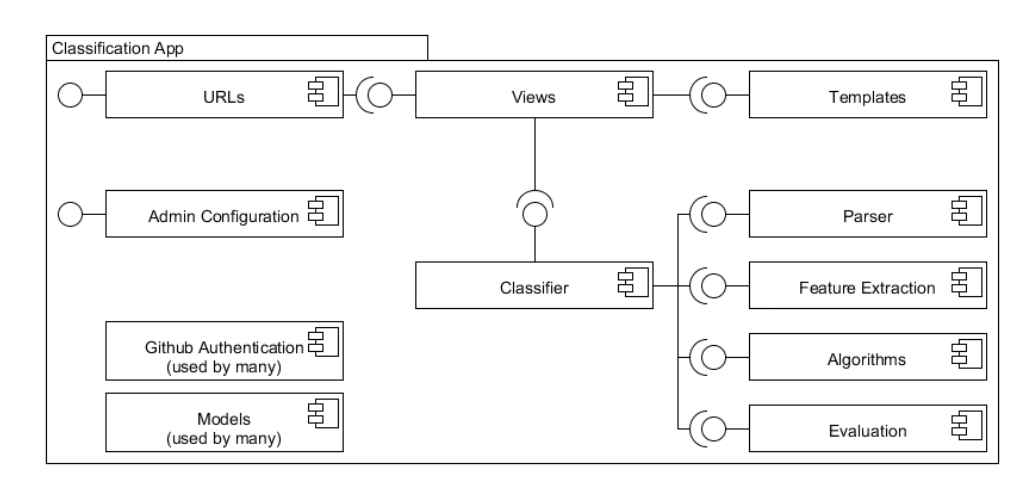 Classification App
URLs
Views
Templates
Admin Configuration
Parser
Classifier
Feature Extraction
Github Authentication
(used by many)
Algorithms
Models
(used by many)
Evaluation